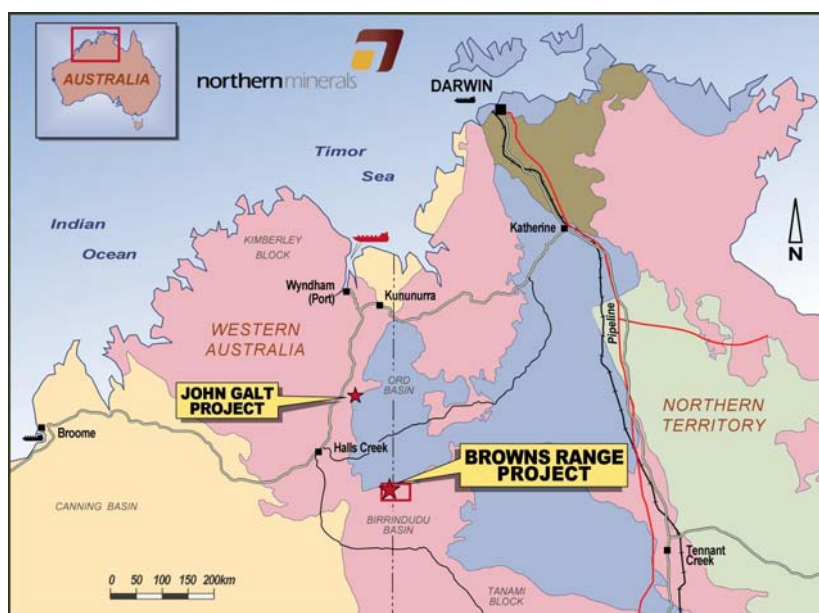 AUSTRALIA
northernminerals
DARWIN
Timor
Sea
Indian
Ocean
KIMBERLEY
BLOCK
Katherine
N
Wyndham
(Port)
Kununurra
WESTERN
AUSTRALIA
Pipeline
JOHN GALT
PROJECT
ORD
BASIN
NORTHERN
TERRITORY
Broome
Halls Creek
BROWNS RANGE
PROJECT
CANNING BASIN
BIRRINDUDU
BASIN
Tennant
Creek
0 50 100 150 200km
TANAMI
BLOCK